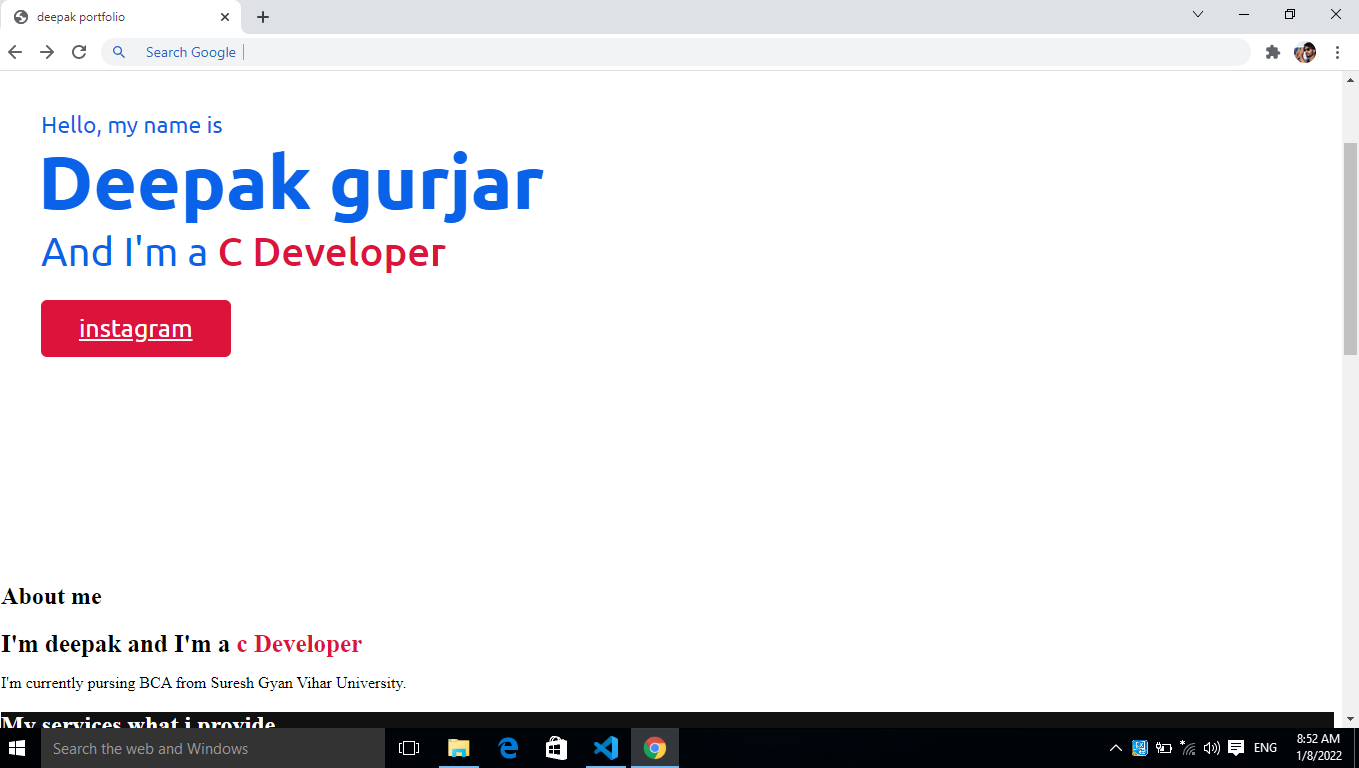 deepak portfolio
Search Google
Hello, my name is
Deepak gurjar
And I'm a C Developer
instagram
About me
I'm deepak and I'm a c Developer
I'm currently pursing BCA from Suresh Gyan Vihar University.
My services what i provide
Search the web and Windows
ENG
8:52 AM
1/8/2022